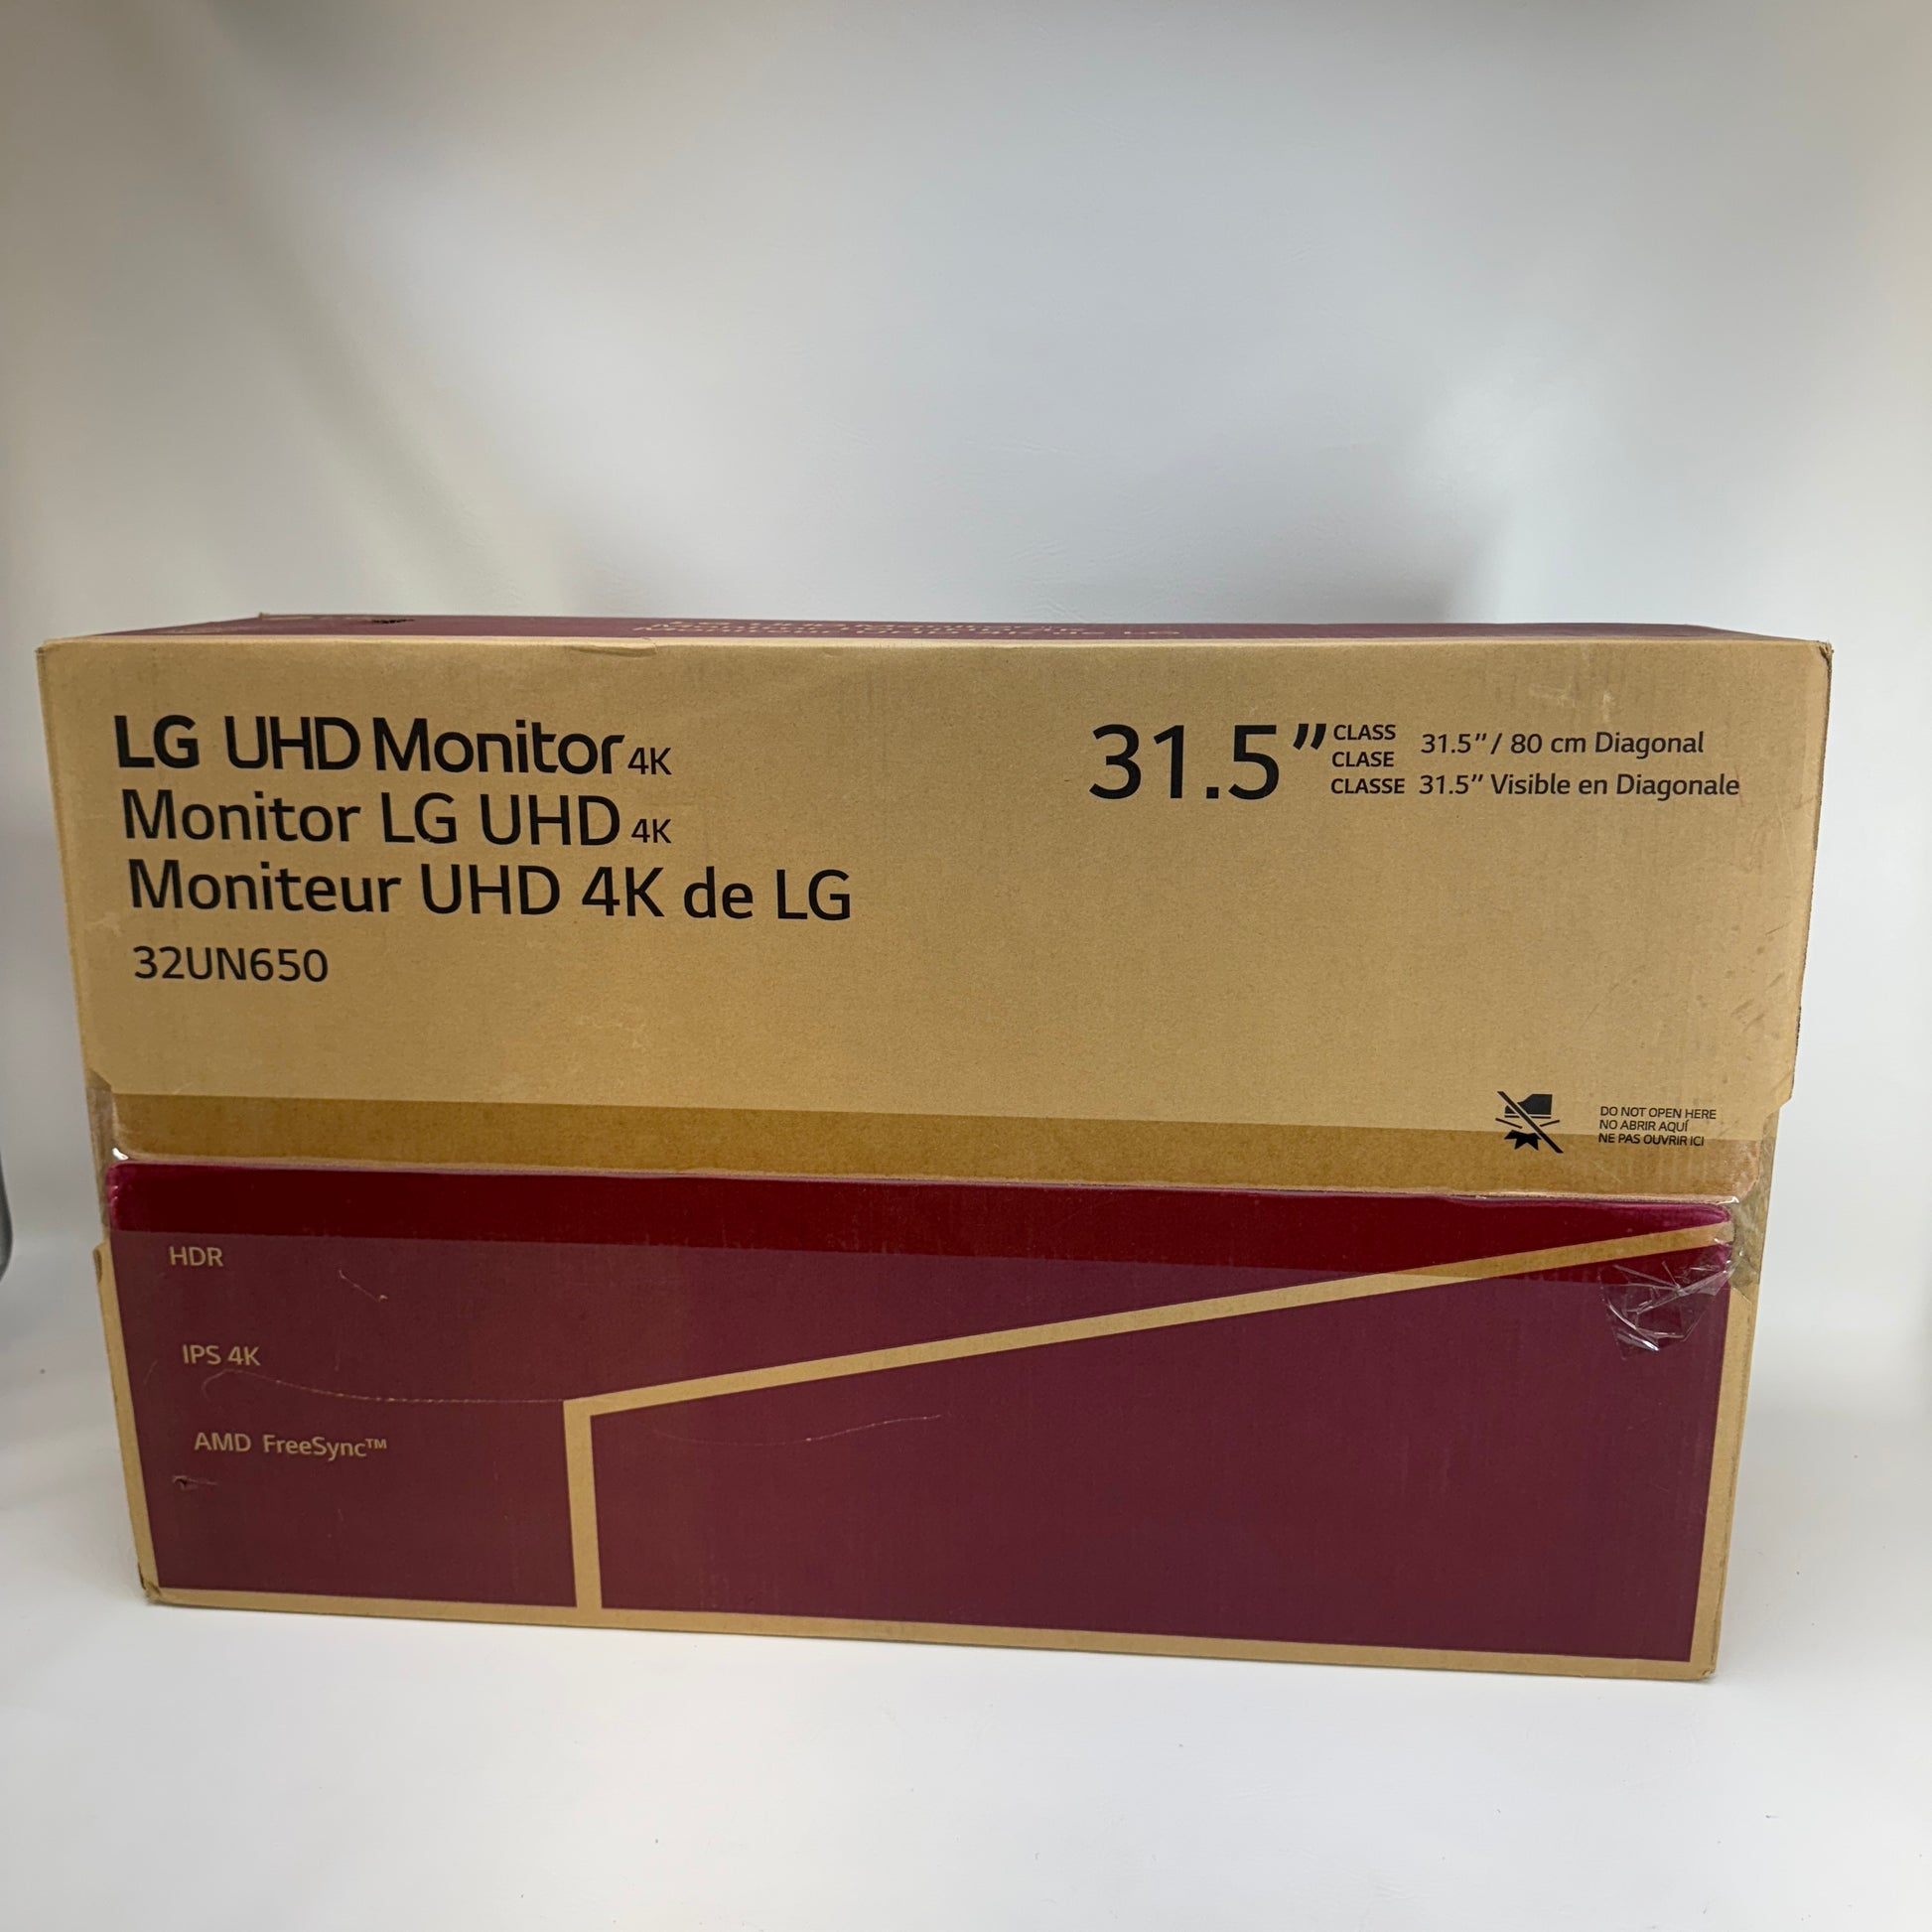 LG UHD Monitor 4K
Monitor LG UHD 4K
Moniteur UHD 4K de LG
32UN650
31.5” CLASS 31.5”/ 80 cm Diagonal
CLASE
CLASSE 31.5” Visible en Diagonale
DO NOT OPEN HERE
NO ABRIR AQUÍ
NE PAS OUVRIR ICI
HDR
IPS 4K
AMD FreeSync™